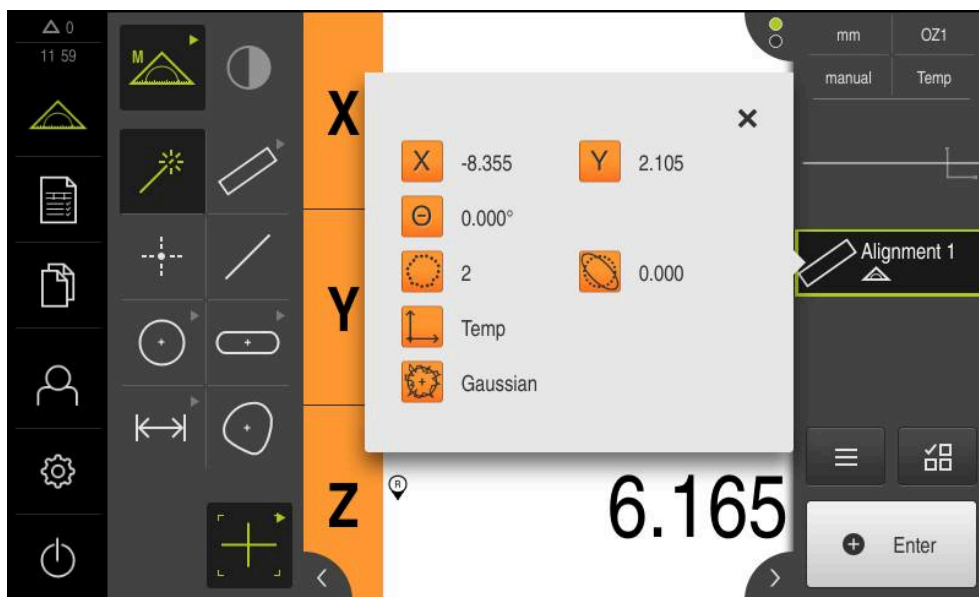 0
11 59
M
X
Y
Z
R
6.165
X -8.355 Y 2.105
Θ 0.000°
2 0.000
Temp
Gaussian
mm OZ1
manual Temp
Alignment 1
Enter